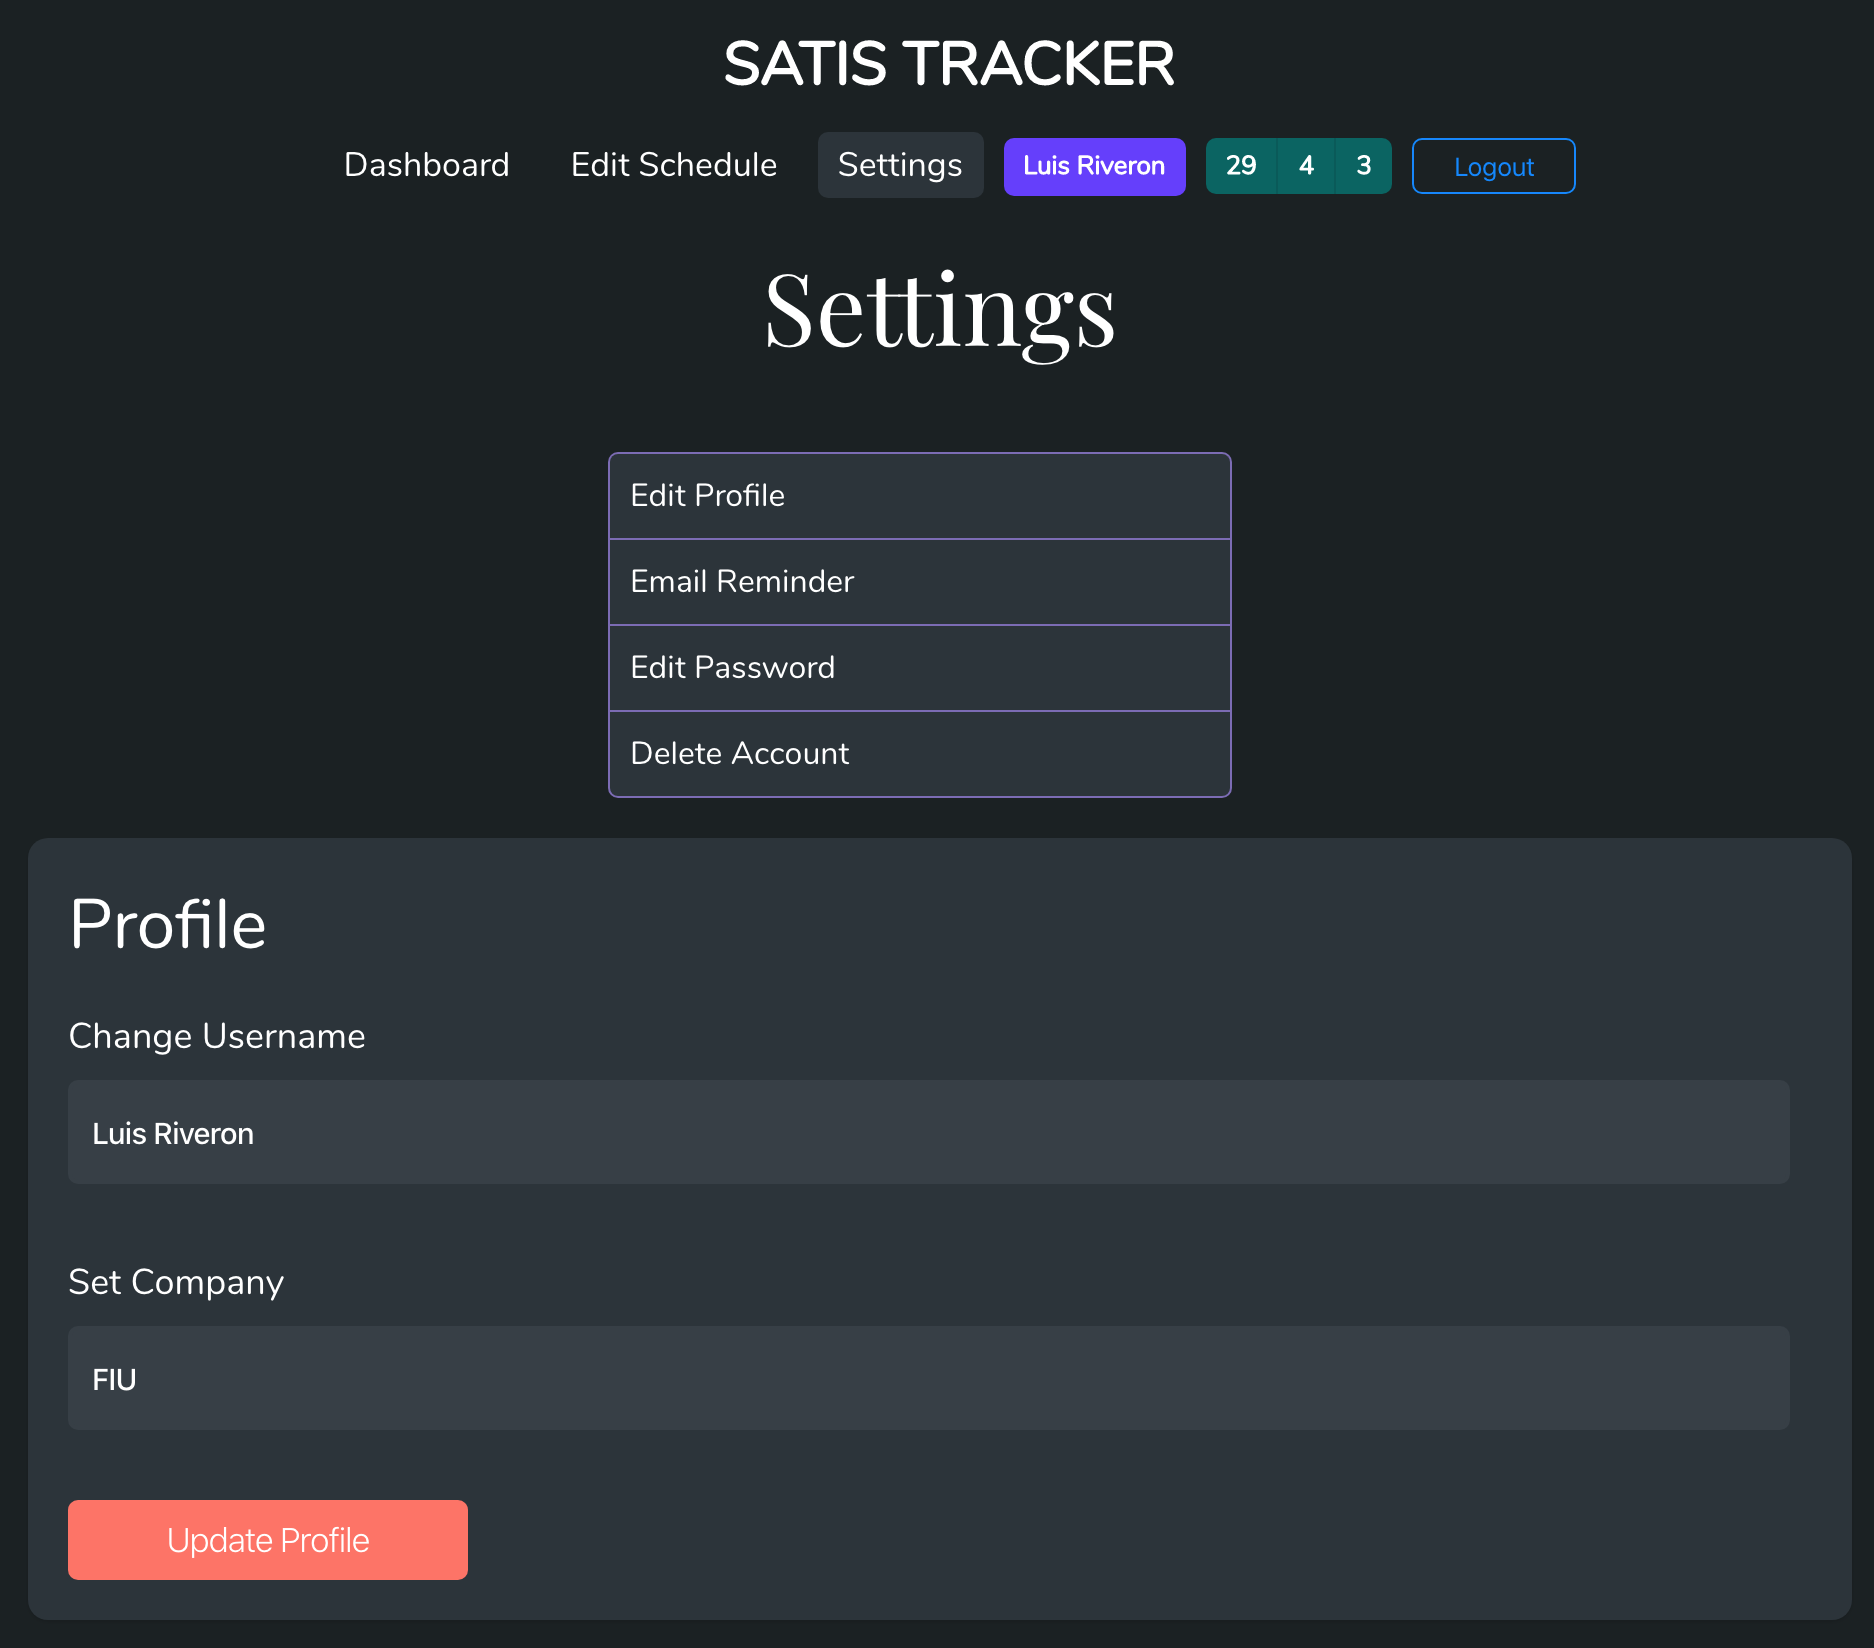 SATIS TRACKER
Dashboard Edit Schedule Settings Luis Riveron 29 4 3 Logout
Settings
Edit Profile
Email Reminder
Edit Password
Delete Account
Profile
Change Username
Luis Riveron
Set Company
FIU
Update Profile